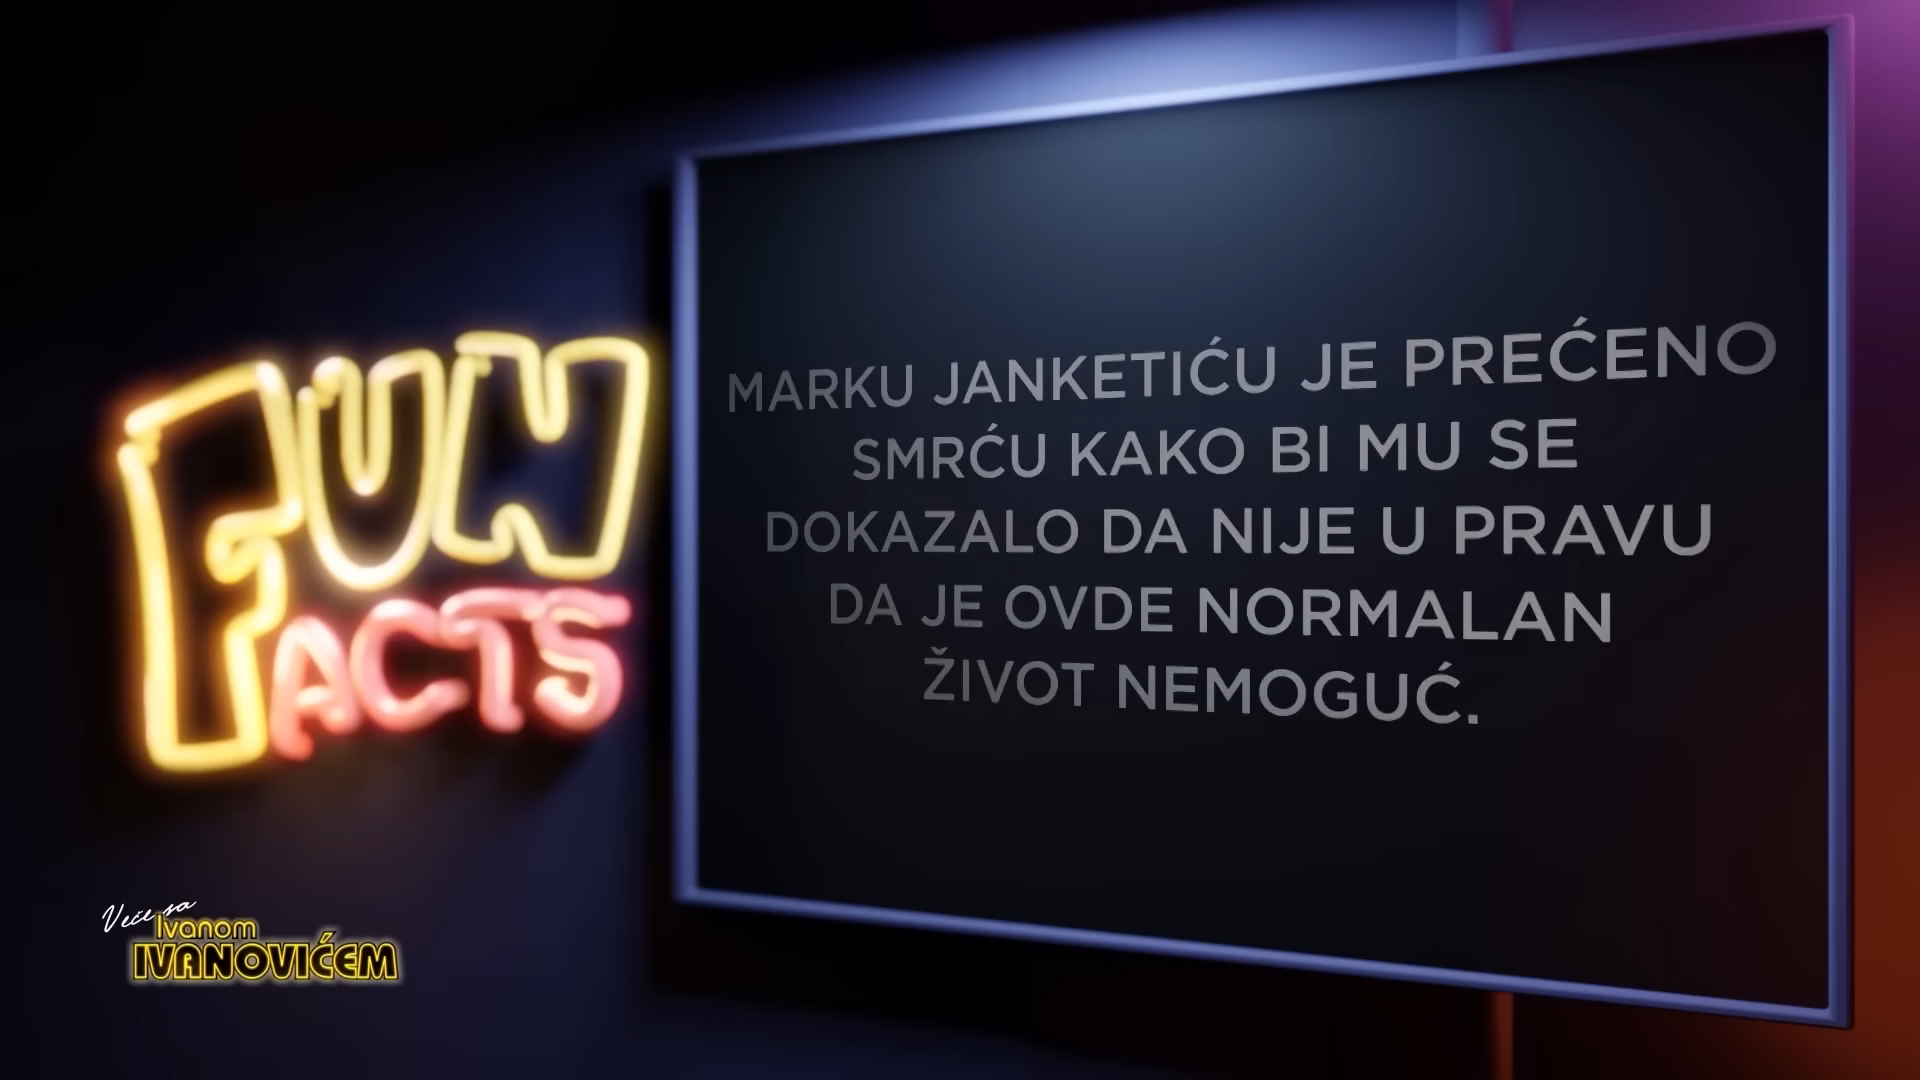 FUN
FACTS
MARKU JANKETIĆU JE PREĆENO
SMRĆU KAKO BI MU SE
DOKAZALO DA NIJE U PRAVU
DA JE OVDE NORMALAN
ŽIVOT NEMOGUĆ.
Veče sa
Ivanom
IVANOVIĆEM